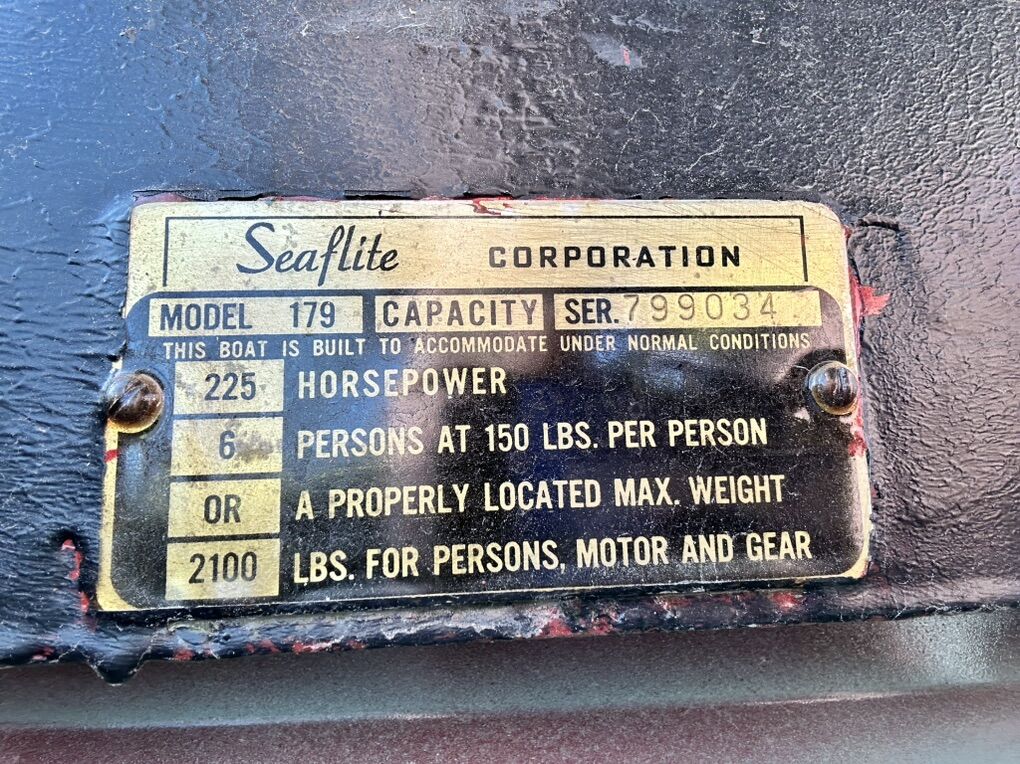 Seaflite CORPORATION
MODEL 179 CAPACITY SER. 799034
THIS BOAT IS BUILT TO ACCOMMODATE UNDER NORMAL CONDITIONS
225 HORSEPOWER
6 PERSONS AT 150 LBS. PER PERSON
OR A PROPERLY LOCATED MAX. WEIGHT
2100 LBS. FOR PERSONS, MOTOR AND GEAR